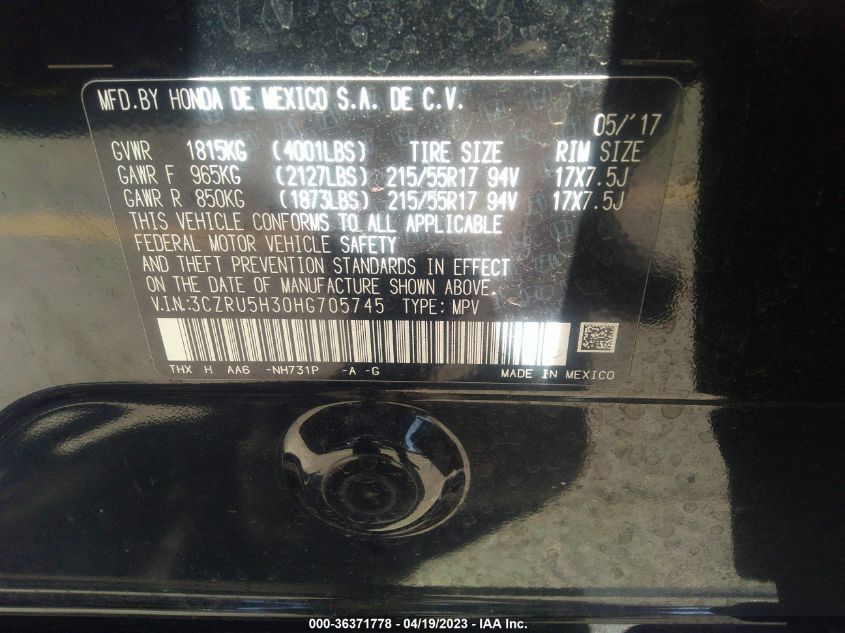 MFD.BY HONDA DE MEXICO S.A. DE C.V.
05/'17
GVWR 1815KG (4001LBS) TIRE SIZE RIM SIZE
GAWR F 965KG (2127LBS) 215/55R17 94V 17X7.5J
GAWR R 850KG (1873LBS) 215/55R17 94V 17X7.5J
THIS VEHICLE CONFORMS TO ALL APPLICABLE
FEDERAL MOTOR VEHICLE SAFETY
AND THEFT PREVENTION STANDARDS IN EFFECT
ON THE DATE OF MANUFACTURE SHOWN ABOVE.
V.I.N:3CZRU5H30HG705745 TYPE: MPV
THX H AA6 -NH731P -A -G MADE IN MEXICO
000-36371778 - 04/19/2023 - IAA Inc.